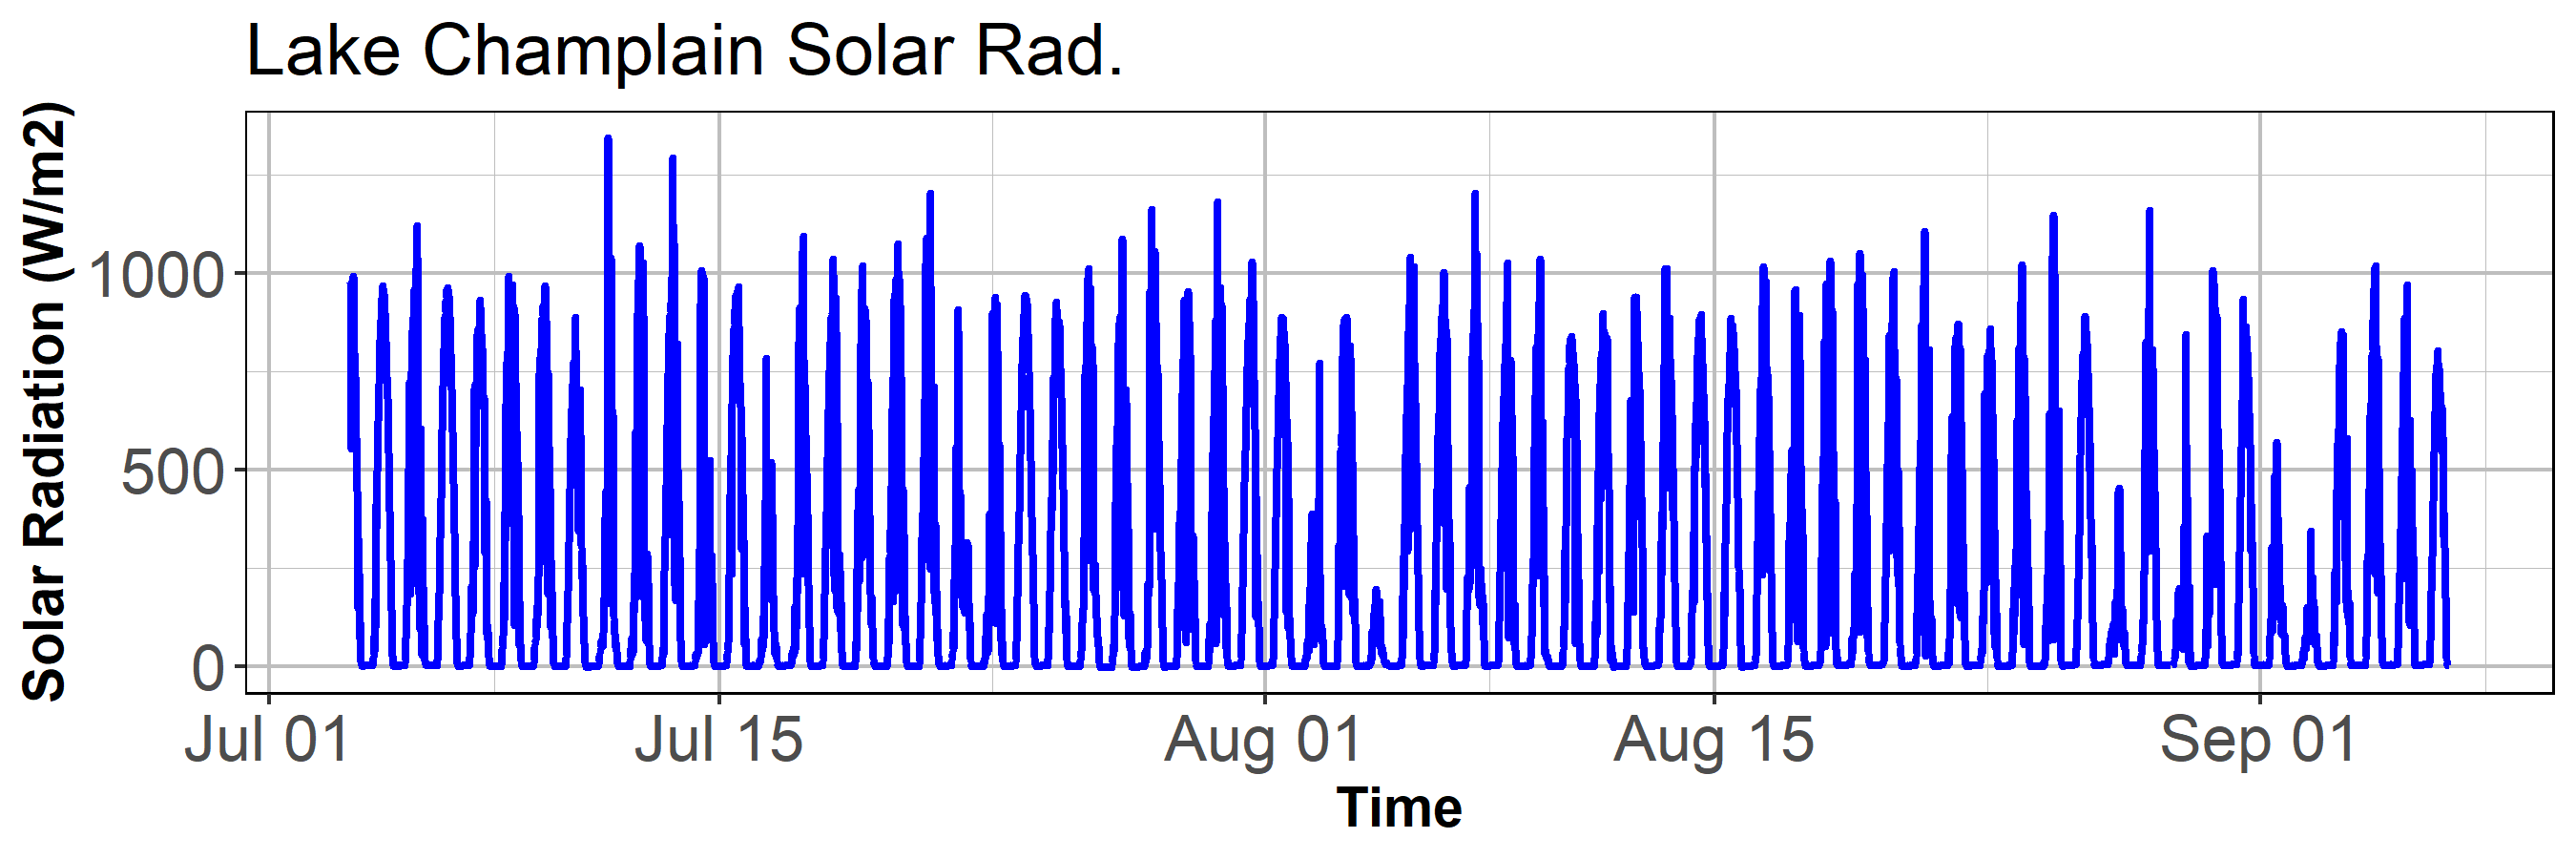 Lake Champlain Solar Rad.
Solar Radiation (W/m2)
1000
500
0
Jul 01 Jul 15 Aug 01 Aug 15 Sep 01
Time